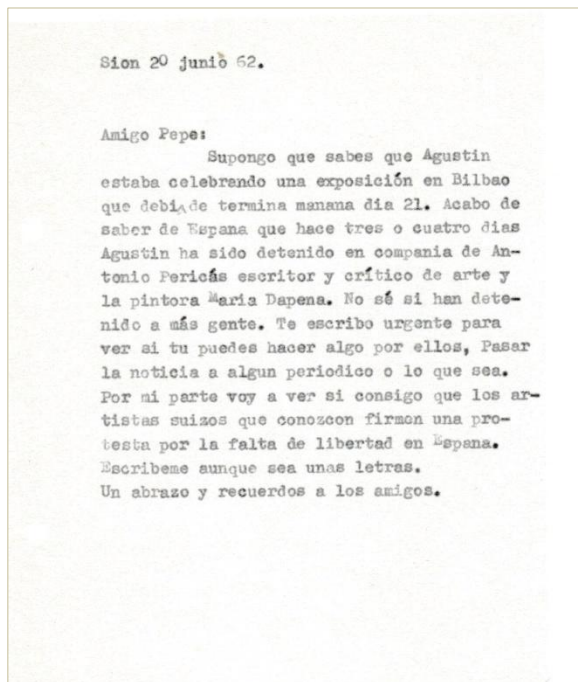 Sion 20 junio 62.
Amigo Pepe:
Supongo que sabes que Agustin
estaba celebrando una exposición en Bilbao
que debia de termina manana dia 21. Acabo de
saber de Espana que hace tres o cuatro dias
Agustin ha sido detenido en compania de An-
tonio Pericás escritor y crítico de arte y
la pintora Maria Dapena. No sé si han dete-
nido a más gente. Te escribo urgente para
ver si tu puedes hacer algo por ellos, Pasar
la noticia a algun periodico o lo que sea.
Por mi parte voy a ver si consigo que los ar-
tistas suizos que conozcon firmen una pro-
testa por la falta de libertad en Espana.
Escribeme aunque sea unas letras.
Un abrazo y recuerdos a los amigos.